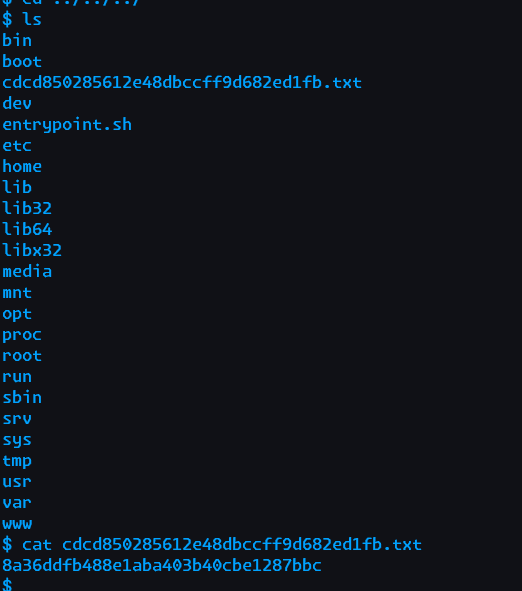 $ cd ../../../
$ ls
bin
boot
cdcd850285612e48dbccff9d682ed1fb.txt
dev
entrypoint.sh
etc
home
lib
lib32
lib64
libx32
media
mnt
opt
proc
root
run
sbin
srv
sys
tmp
usr
var
www
$ cat cdcd850285612e48dbccff9d682ed1fb.txt
8a36ddfb488e1aba403b40cbe1287bbc
$